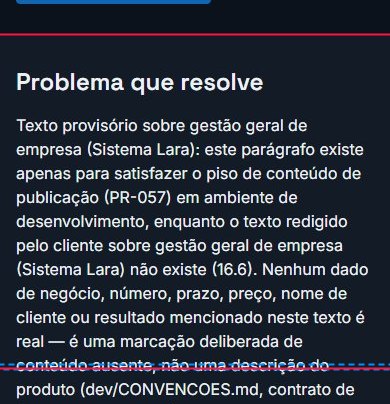 Problema que resolve
Texto provisório sobre gestão geral de
empresa (Sistema Lara): este parágrafo existe
apenas para satisfazer o piso de conteúdo de
publicação (PR-057) em ambiente de
desenvolvimento, enquanto o texto redigido
pelo cliente sobre gestão geral de empresa
(Sistema Lara) não existe (16.6). Nenhum dado
de negócio, número, prazo, preço, nome de
cliente ou resultado mencionado neste texto é
real — é uma marcação deliberada de
conteúdo ausente, não uma descrição do
produto (dev/CONVENCOES.md, contrato de